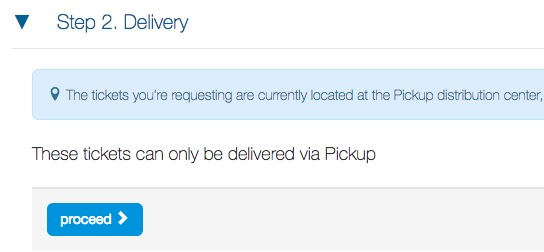 Step 2. Delivery
The tickets you're requesting are currently located at the Pickup distribution center,
These tickets can only be delivered via Pickup
proceed